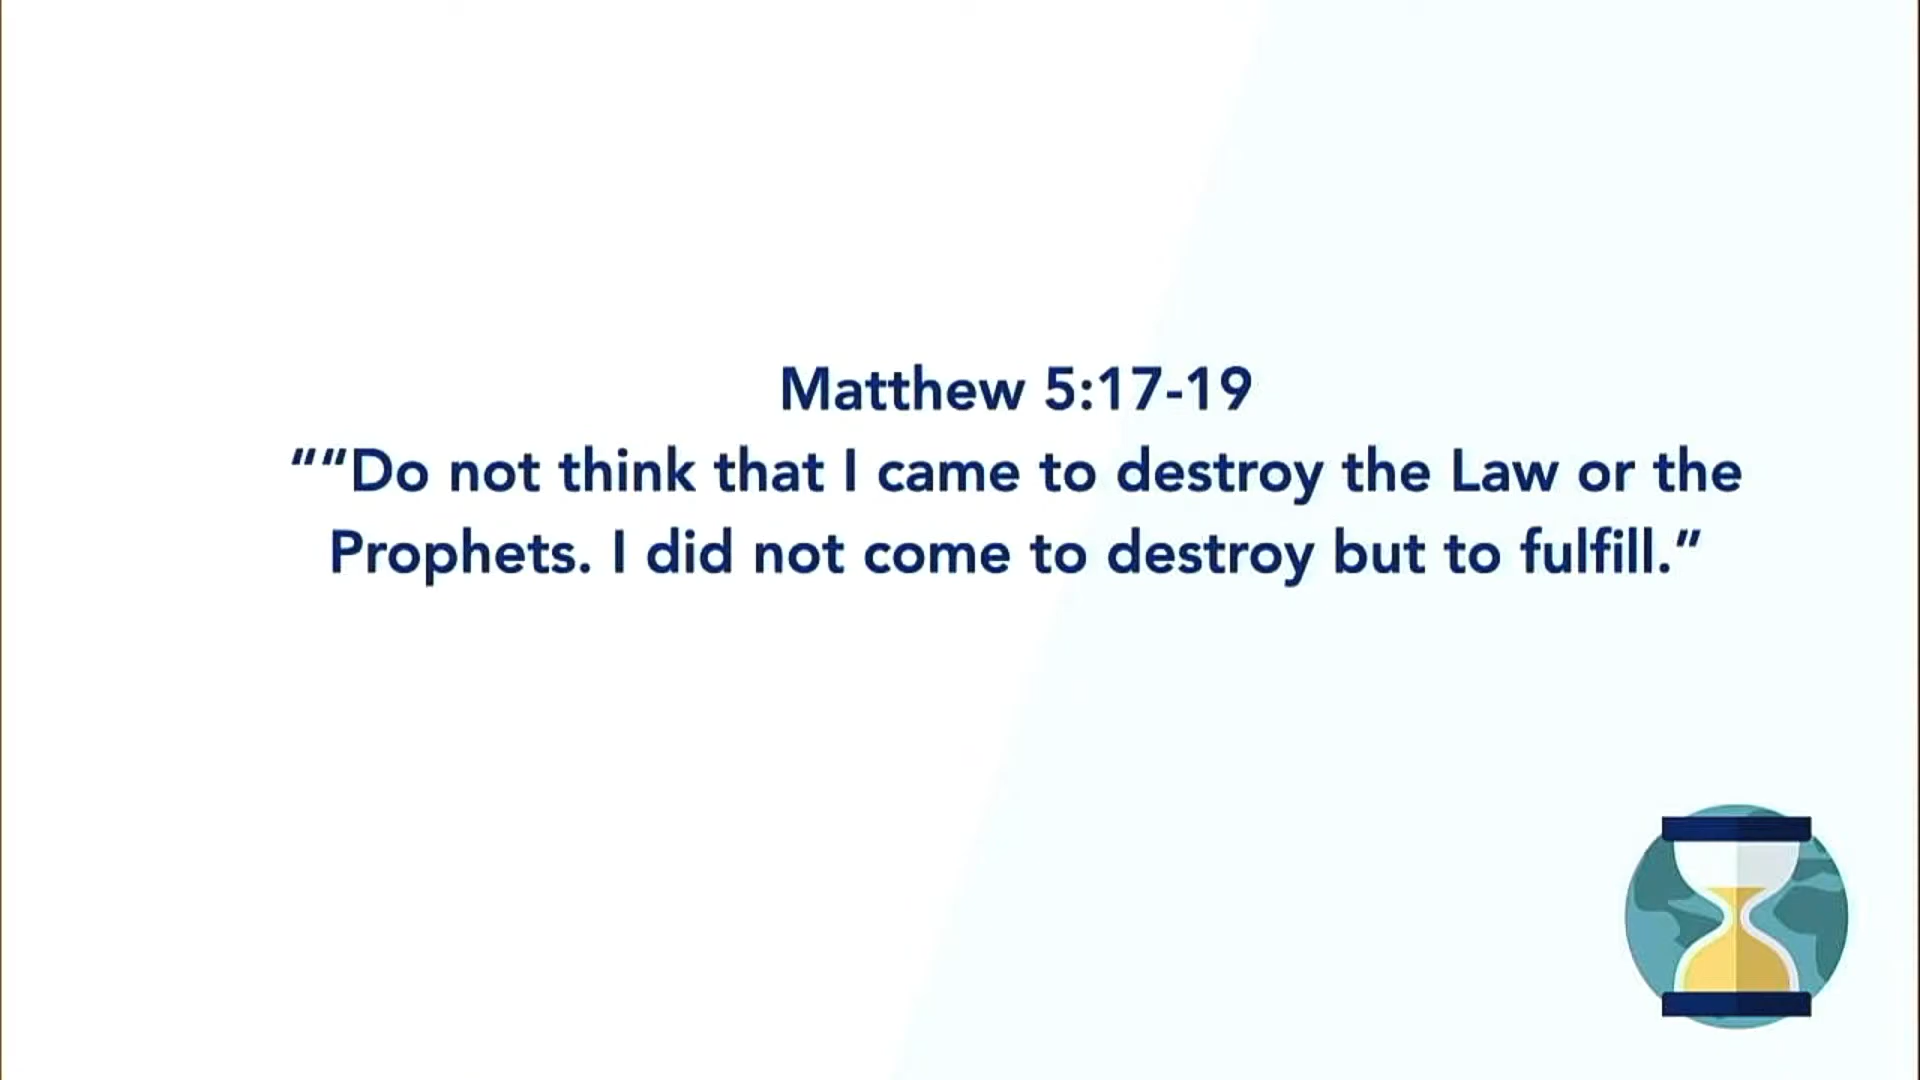 Matthew 5:17-19
““Do not think that I came to destroy the Law or the
Prophets. I did not come to destroy but to fulfill.”